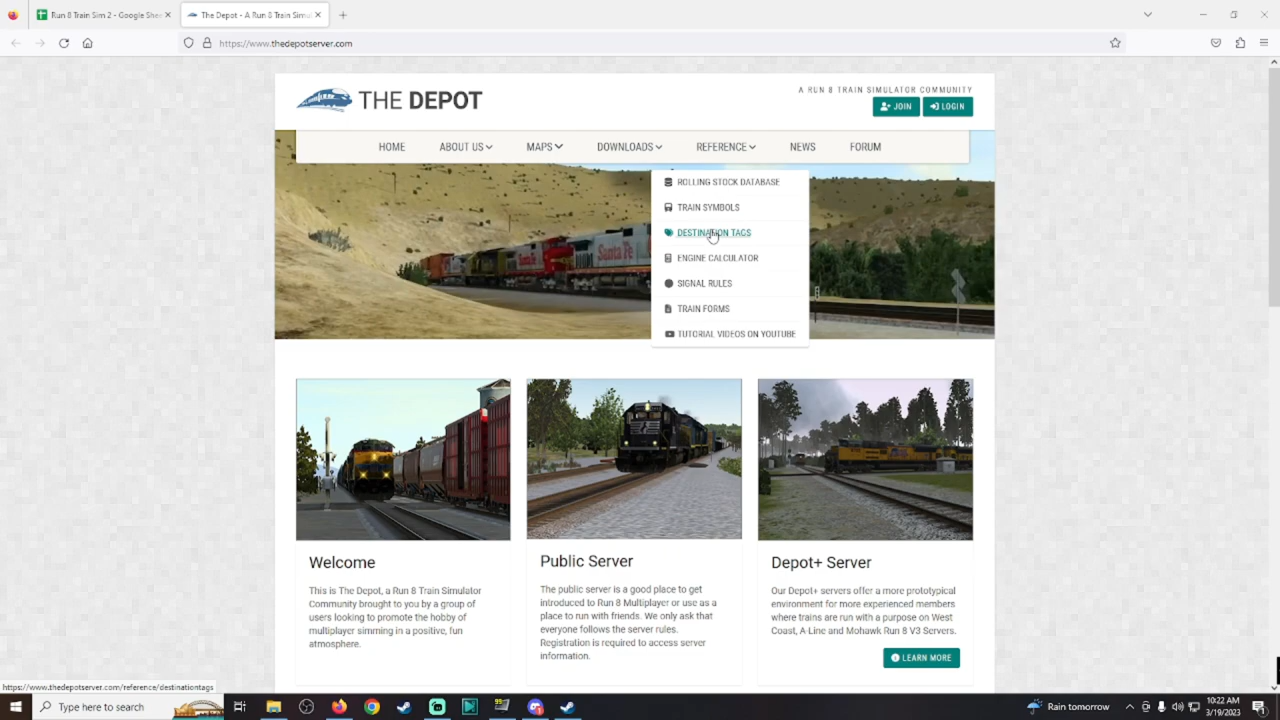 Run 8 Train Sim 2 - Google Shee
The Depot - A Run 8 Train Simul
https://www.thedepotserver.com
THE DEPOT
A RUN 8 TRAIN SIMULATOR COMMUNITY
JOIN
LOGIN
HOME
ABOUT US
MAPS
DOWNLOADS
REFERENCE
NEWS
FORUM
ROLLING STOCK DATABASE
TRAIN SYMBOLS
DESTINATION TAGS
ENGINE CALCULATOR
SIGNAL RULES
TRAIN FORMS
TUTORIAL VIDEOS ON YOUTUBE
Santa Fe
Welcome
This is The Depot, a Run 8 Train Simulator
Community brought to you by a group of
users looking to promote the hobby of
multiplayer simming in a positive, fun
atmosphere.
Public Server
The public server is a good place to get
introduced to Run 8 Multiplayer or use as a
place to run with friends. We only ask that
everyone follows the server rules.
Registration is required to access server
information.
Depot+ Server
Our Depot+ servers offer a more prototypical
environment for more experienced members
where trains are run with a purpose on West
Coast, A-Line and Mohawk Run 8 V3 Servers.
LEARN MORE
https://www.thedepotserver.com/reference/destinationtags
Type here to search
Rain tomorrow
10:22 AM
3/19/2023